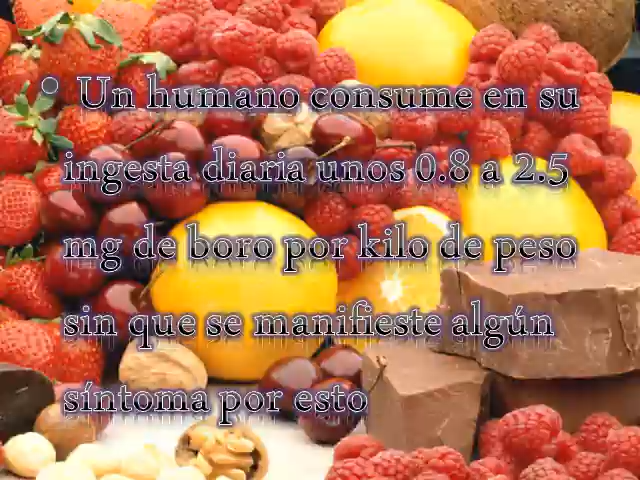 • Un humano consume en su
ingesta diaria unos 0.8 a 2.5
mg de boro por kilo de peso
sin que se manifieste algún
síntoma por esto